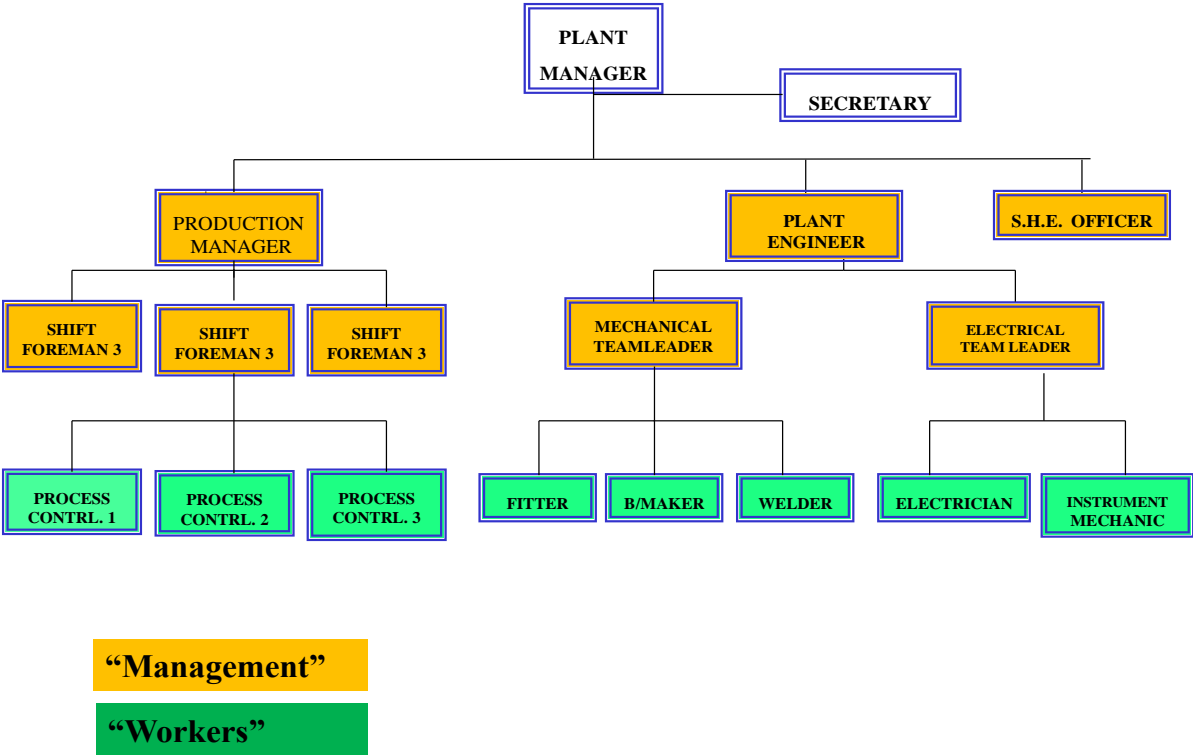 PLANT
MANAGER
SECRETARY
PRODUCTION
MANAGER
PLANT
ENGINEER
S.H.E. OFFICER
SHIFT
FOREMAN 3
SHIFT
FOREMAN 3
SHIFT
FOREMAN 3
MECHANICAL
TEAMLEADER
ELECTRICAL
TEAM LEADER
PROCESS
CONTRL. 1
PROCESS
CONTRL. 2
PROCESS
CONTRL. 3
FITTER
B/MAKER
WELDER
ELECTRICIAN
INSTRUMENT
MECHANIC
“Management”
“Workers”